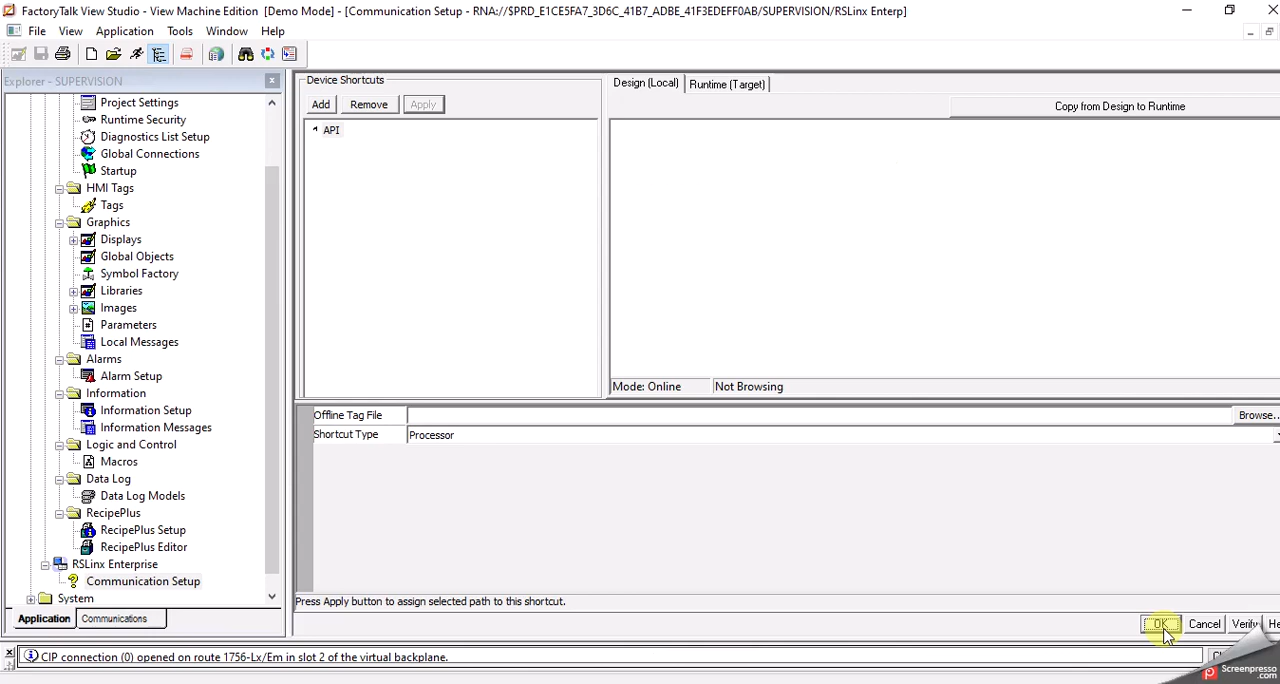 FactoryTalk View Studio - View Machine Edition [Demo Mode] - [Communication Setup - RNA://$PRD_E1CE5FA7_3D6C_41B7_ADBE_41F3EDEFF0AB/SUPERVISION/RSLinx Enterp]
File View Application Tools Window Help
Explorer - SUPERVISION
Project Settings
Runtime Security
Diagnostics List Setup
Global Connections
Startup
HMI Tags
Tags
Graphics
Displays
Global Objects
Symbol Factory
Libraries
Images
Parameters
Local Messages
Alarms
Alarm Setup
Information
Information Setup
Information Messages
Logic and Control
Macros
Data Log
Data Log Models
RecipePlus
RecipePlus Setup
RecipePlus Editor
RSLinx Enterprise
Communication Setup
System
Application Communications
Device Shortcuts
Add Remove Apply
API
Design (Local) Runtime (Target)
Copy from Design to Runtime
Mode: Online Not Browsing
Offline Tag File Browse..
Shortcut Type Processor
Press Apply button to assign selected path to this shortcut.
OK Cancel Verify He
CIP connection (0) opened on route 1756-Lx/Em in slot 2 of the virtual backplane.
Screenpresso
.com